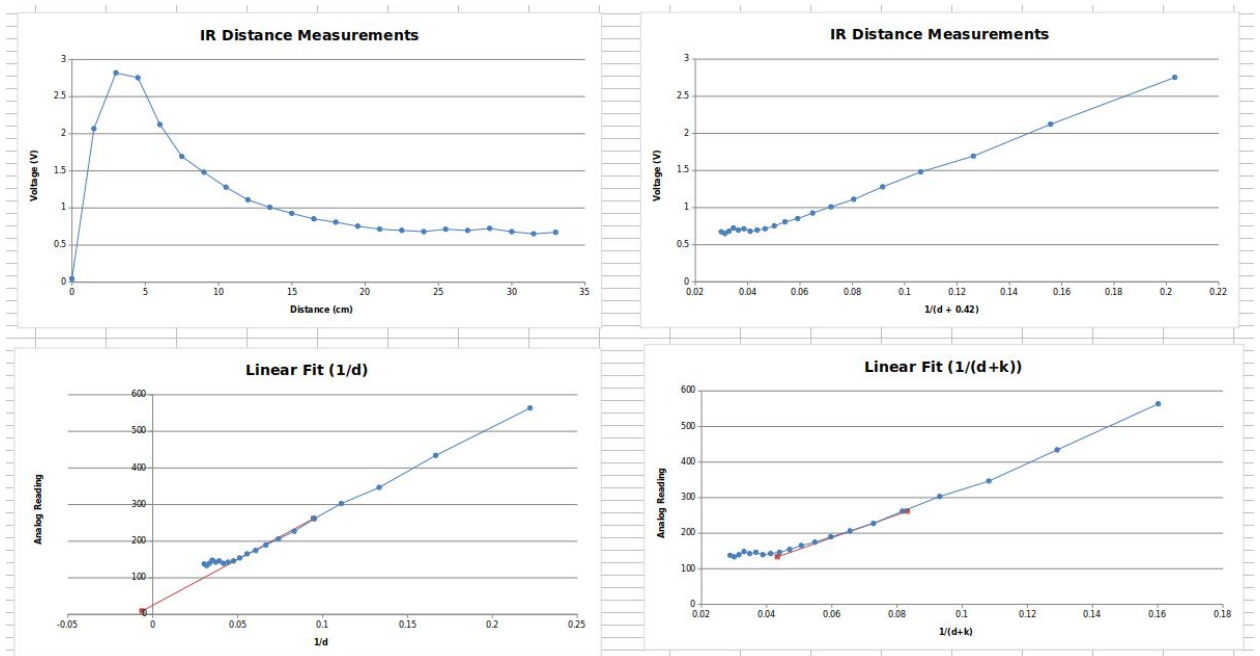 IR Distance Measurements
3
2.5
2
1.5
1
0.5
0
Voltage (V)
0 5 10 15 20 25 30 35
Distance (cm)
IR Distance Measurements
3
2.5
2
1.5
1
0.5
0
Voltage (V)
0.02 0.04 0.06 0.08 0.1 0.12 0.14 0.16 0.18 0.2 0.22
1/(d + 0.42)
Linear Fit (1/d)
600
500
400
300
200
100
0
Analog Reading
-0.05 0 0.05 0.1 0.15 0.2 0.25
1/d
Linear Fit (1/(d+k))
600
500
400
300
200
100
0
Analog Reading
0.02 0.04 0.06 0.08 0.1 0.12 0.14 0.16 0.18
1/(d+k)